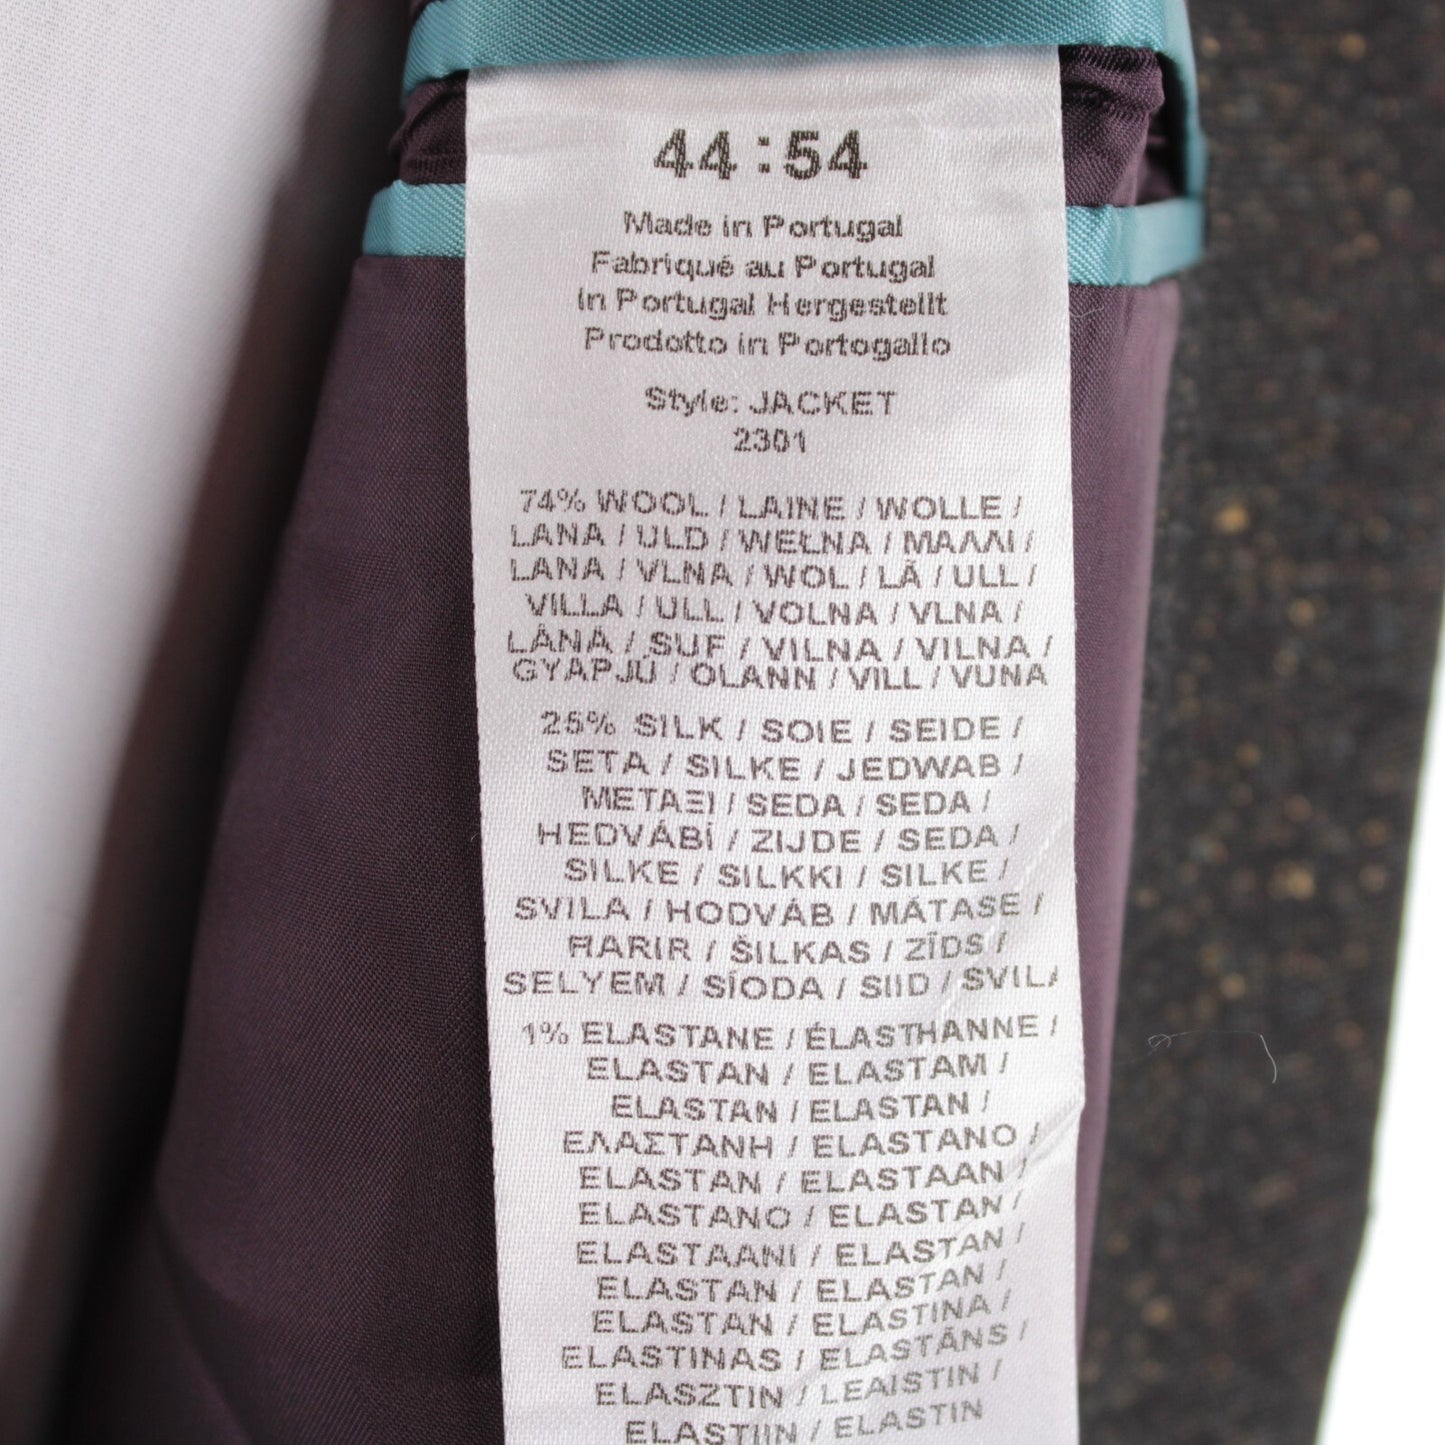 44:54
Made in Portugal
Fabriqué au Portugal
in Portugal Hergestellt
Prodotto in Portogallo
Style: JACKET
2301
74% WOOL / LAINE / WOLLE /
LANA / ULD / WEŁNA / ΜΑΛΛΙ /
LANA / VLNA / WOL / LÃ / ULL /
VILLA / ULL / VOLNA / VLNA /
LÂNĂ / SUF / VILNA / VILNA /
GYAPJÚ / OLANN / VILL / VUNA
25% SILK / SOIE / SEIDE /
SETA / SILKE / JEDWAB /
ΜΕΤΑΞΙ / SEDA / SEDA /
HEDVÁBÍ / ZIJDE / SEDA /
SILKE / SILKKI / SILKE /
SVILA / HODVÁB / MĂTASE /
ĦARIR / ŠILKAS / ZĪDS /
SELYEM / SÍODA / SIID / SVILA
1% ELASTANE / ÉLASTHANNE /
ELASTAN / ELASTAM /
ELASTAN / ELASTAN /
ΕΛΑΣΤΑΝΗ / ELASTANO /
ELASTAN / ELASTAAN /
ELASTANO / ELASTAN /
ELASTAANI / ELASTAN /
ELASTAN / ELASTAN /
ELASTAN / ELASTINA /
ELASTINAS / ELASTĀNS /
ELASZTIN / LEAISTIN /
ELASTIIN / ELASTIN